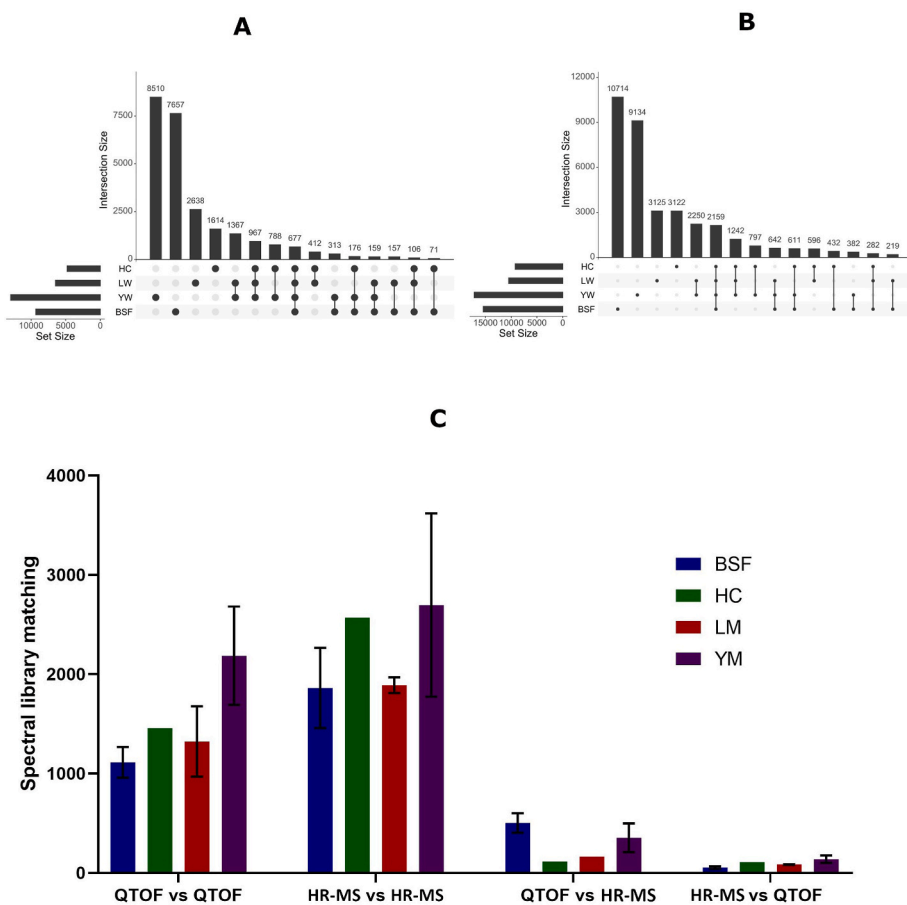 A
B
8510
7657
2638
1614
1367
967
788
677
412
313
176
159
157
106
71
7500
5000
2500
0
Intersection Size
HC
LW
YW
BSF
10000
5000
0
Set Size
12000
9000
6000
3000
0
Intersection Size
10714
9134
3125
3122
2250
2159
1242
797
642
611
596
432
382
282
219
HC
LW
YW
BSF
15000
10000
5000
0
Set Size
C
4000
3000
2000
1000
0
Spectral library matching
BSF
HC
LM
YM
QTOF vs QTOF
HR-MS vs HR-MS
QTOF vs HR-MS
HR-MS vs QTOF